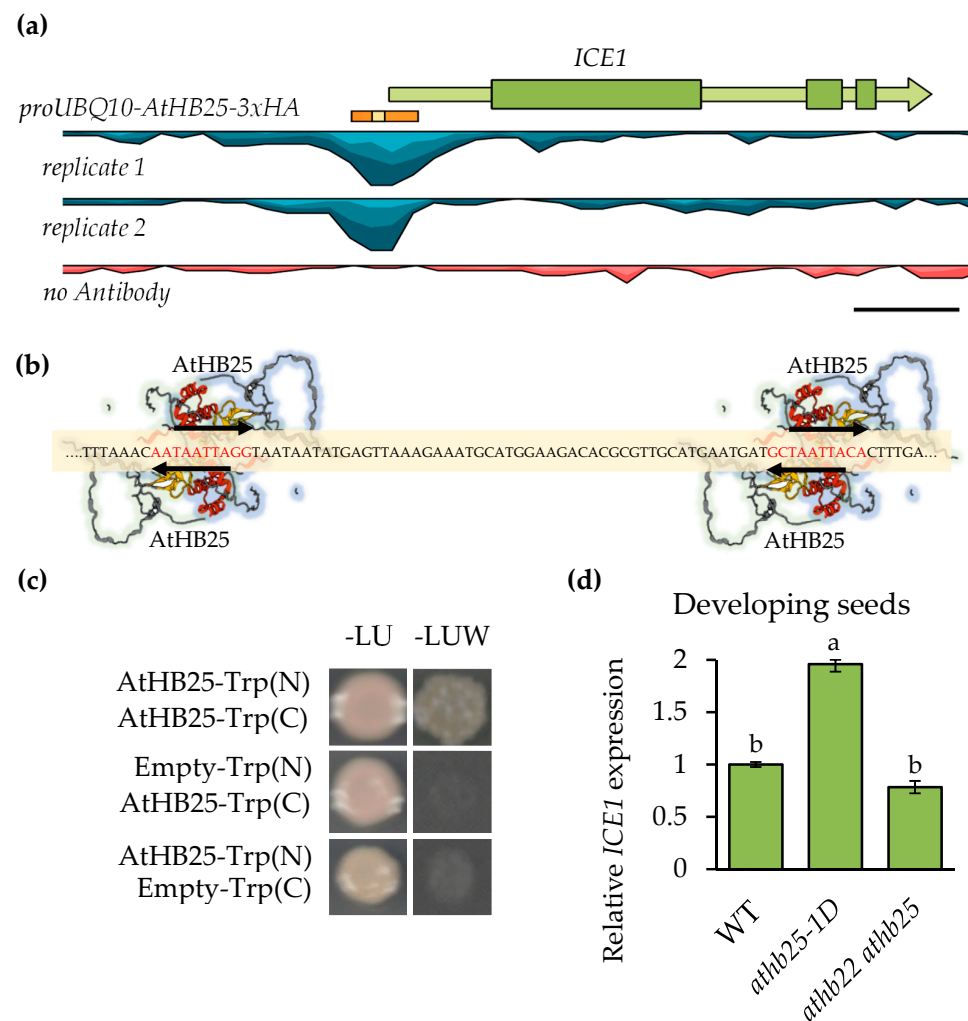 (a)
ICE1
proUBQ10-AtHB25-3xHA
replicate 1
replicate 2
no Antibody
(b)
AtHB25 AtHB25
....TTTAAACAATAATTAGGTAATAATATGAGTTAAAGAAATGCATGGAAGACACGCGTTGCATGAATGATGCTAATTACACTTTGA...
AtHB25 AtHB25
(c)
-LU -LUW
AtHB25-Trp(N)
AtHB25-Trp(C)
Empty-Trp(N)
AtHB25-Trp(C)
AtHB25-Trp(N)
Empty-Trp(C)
(d)
Developing seeds
Relative ICE1 expression
2
1.5
1
0.5
0
b
a
b
WT
athb25-1D
athb22 athb25